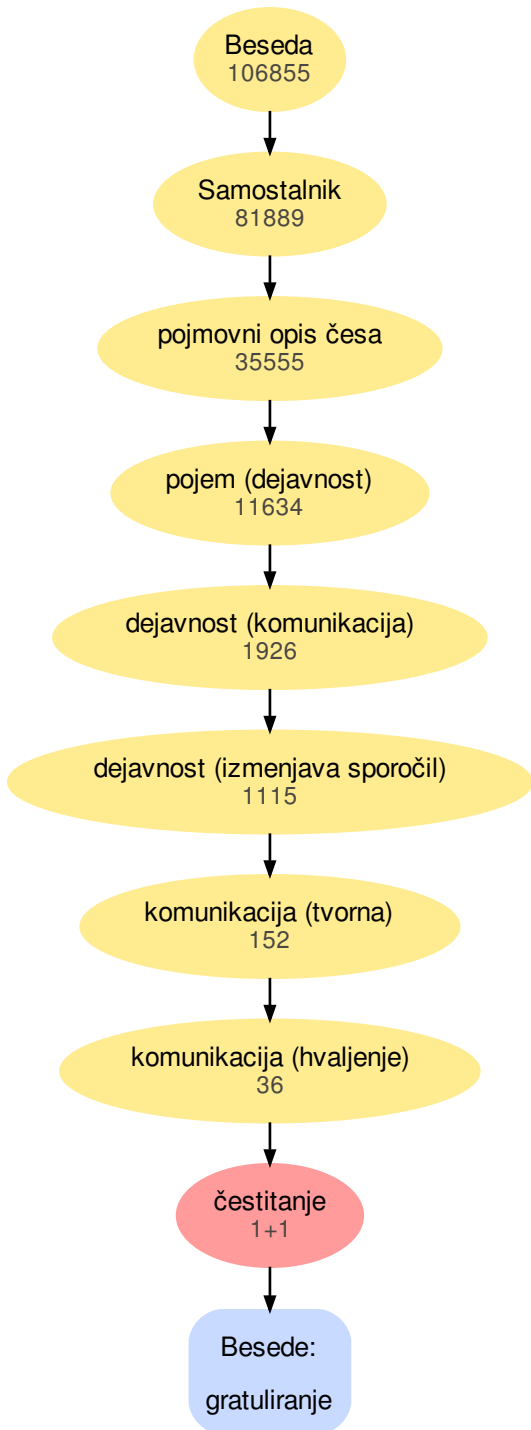 Beseda
106855
Samostalnik
81889
pojmovni opis česa
35555
pojem (dejavnost)
11634
dejavnost (komunikacija)
1926
dejavnost (izmenjava sporočil)
1115
komunikacija (tvorna)
152
komunikacija (hvaljenje)
36
čestitanje
1+1
Besede:
gratuliranje